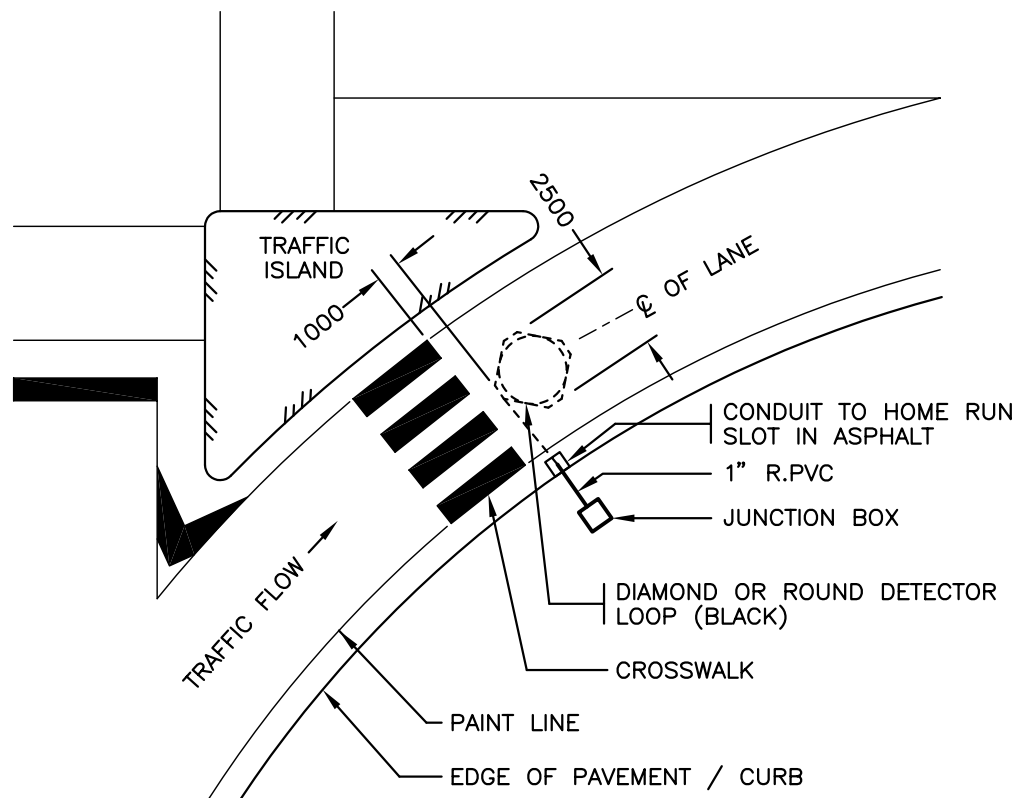 2500
TRAFFIC
ISLAND
℄ OF LANE
1000
CONDUIT TO HOME RUN
SLOT IN ASPHALT
1" R.PVC
JUNCTION BOX
TRAFFIC FLOW
DIAMOND OR ROUND DETECTOR
LOOP (BLACK)
CROSSWALK
PAINT LINE
EDGE OF PAVEMENT / CURB